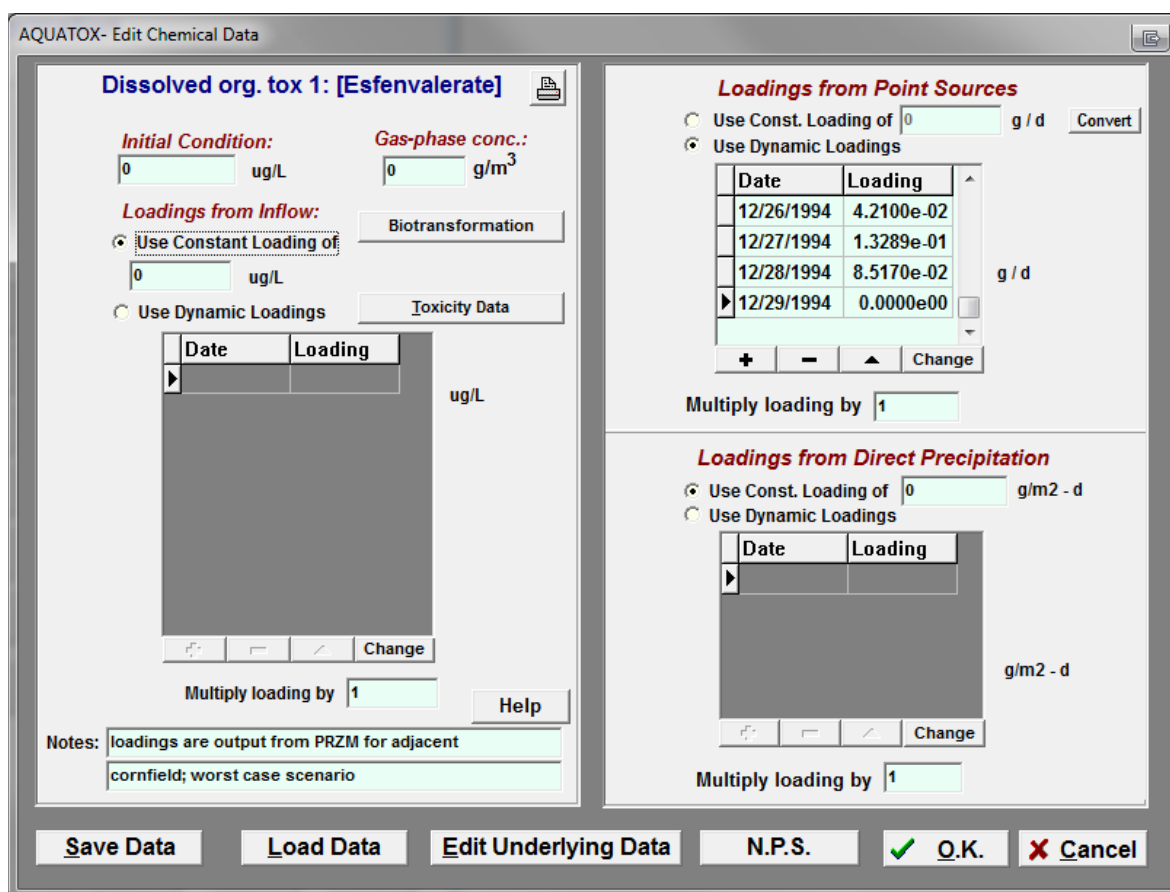 AQUATOX- Edit Chemical Data
Dissolved org. tox 1: [Esfenvalerate]
Initial Condition:
0 ug/L
Gas-phase conc.:
0 g/m3
Loadings from Inflow:
Use Constant Loading of
0 ug/L
Use Dynamic Loadings
Biotransformation
Toxicity Data
Date Loading
ug/L
Change
Multiply loading by 1
Help
Notes: loadings are output from PRZM for adjacent
cornfield; worst case scenario
Loadings from Point Sources
Use Const. Loading of 0 g / d Convert
Use Dynamic Loadings
Date Loading
12/26/1994 4.2100e-02
12/27/1994 1.3289e-01
12/28/1994 8.5170e-02
12/29/1994 0.0000e00
g / d
+ - Change
Multiply loading by 1
Loadings from Direct Precipitation
Use Const. Loading of 0 g/m2 - d
Use Dynamic Loadings
Date Loading
g/m2 - d
Change
Multiply loading by 1
Save Data Load Data Edit Underlying Data N.P.S. O.K. Cancel